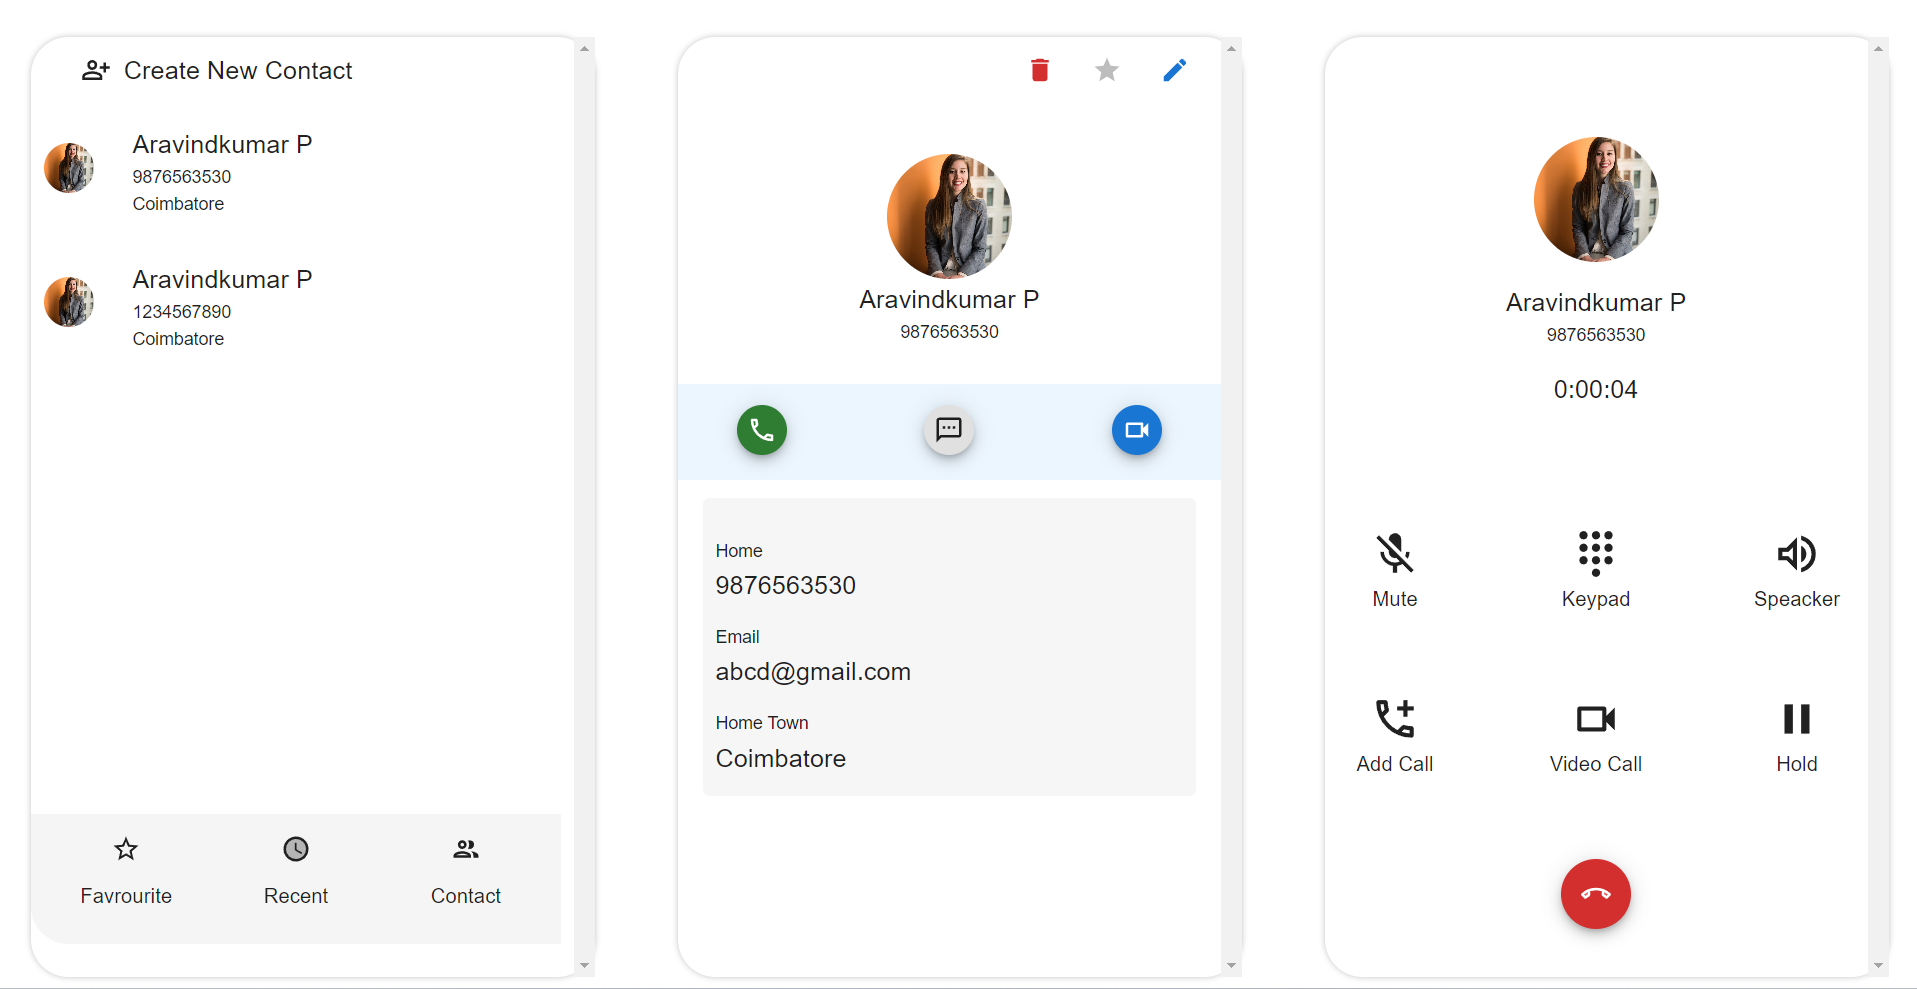 Create New Contact
Aravindkumar P
9876563530
Coimbatore
Aravindkumar P
1234567890
Coimbatore
Favrourite
Recent
Contact
Aravindkumar P
9876563530
Home
9876563530
Email
abcd@gmail.com
Home Town
Coimbatore
Aravindkumar P
9876563530
0:00:04
Mute
Keypad
Speacker
Add Call
Video Call
Hold